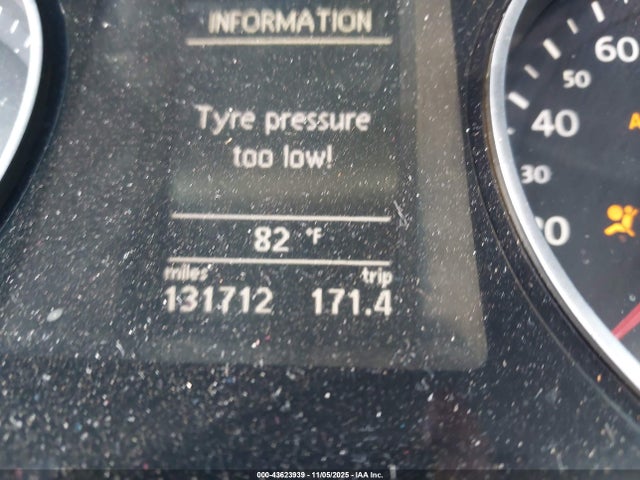 INFORMATION
Tyre pressure
too low!
82 °F
miles trip
131712 171.4
60
50
40
30
20
000-43623939 - 11/05/2025 - IAA Inc.